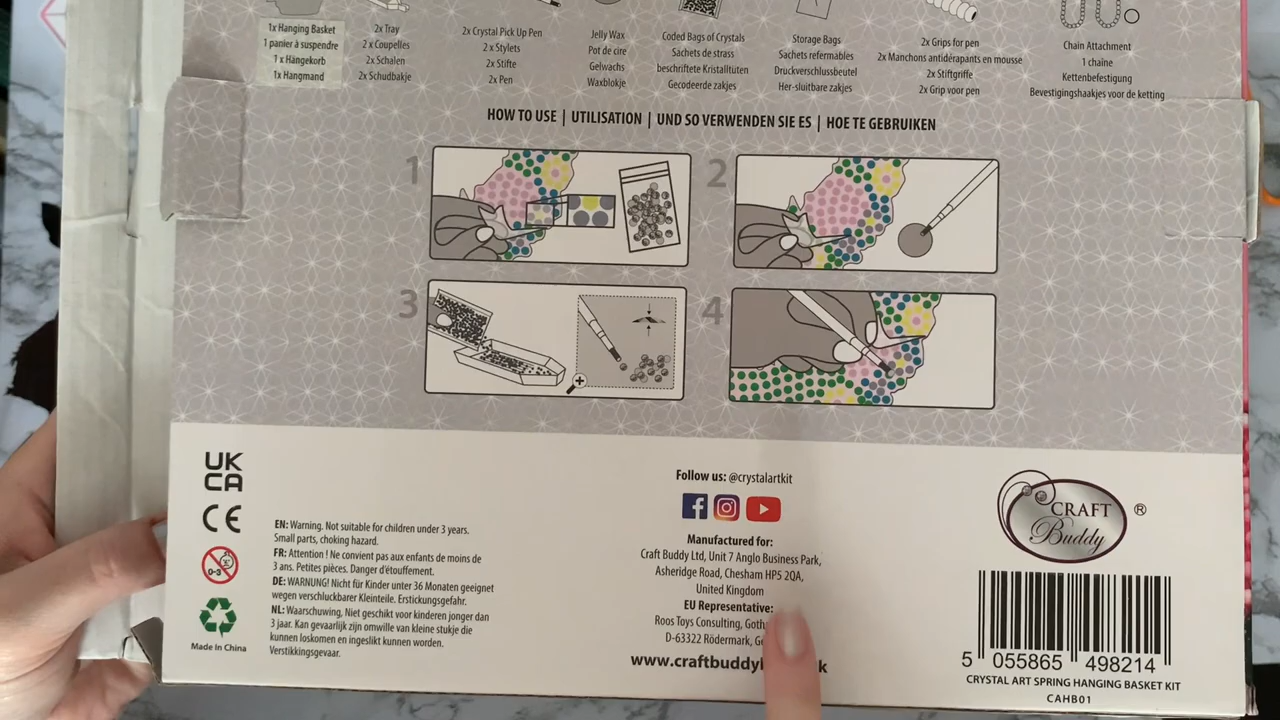 1x Hanging Basket
1 panier à suspendre
1 x Hängekorb
1x Hangmand
2x Tray
2 x Coupelles
2x Schalen
2x Schudbakje
2x Crystal Pick Up Pen
2 x Stylets
2x Stifte
2x Pen
Jelly Wax
Pot de cire
Gelwachs
Waxblokje
Coded Bags of Crystals
Sachets de strass
beschriftete Kristalltüten
Gecodeerde zakjes
Storage Bags
Sachets refermables
Druckverschlussbeutel
Her-sluitbare zakjes
2x Grips for pen
2x Manchons antidérapants en mousse
2x Stiftgriffe
2x Grip voor pen
Chain Attachment
1 chaine
Kettenbefestigung
Bevestigingshaakjes voor de ketting
HOW TO USE | UTILISATION | UND SO VERWENDEN SIE ES | HOE TE GEBRUIKEN
1
2
3
4
UK
CA
CE
0-3
Made In China
EN: Warning. Not suitable for children under 3 years.
Small parts, choking hazard.
FR: Attention ! Ne convient pas aux enfants de moins de
3 ans. Petites pièces. Danger d'étouffement.
DE: WARNUNG! Nicht für Kinder unter 36 Monaten geeignet
wegen verschluckbarer Kleinteile. Erstickungsgefahr.
NL: Waarschuwing. Niet geschikt voor kinderen jonger dan
3 jaar. Kan gevaarlijk zijn omwille van kleine stukje die
kunnen loskomen en ingeslikt kunnen worden.
Verstikkingsgevaar.
Follow us: @crystalartkit
Manufactured for:
Craft Buddy Ltd, Unit 7 Anglo Business Park,
Asheridge Road, Chesham HP5 2QA,
United Kingdom
EU Representative:
Roos Toys Consulting,
D-63322 Rödermark,
www.craftbuddy
CRAFT
Buddy ®
5 055865 498214
CRYSTAL ART SPRING HANGING BASKET KIT
CAHB01